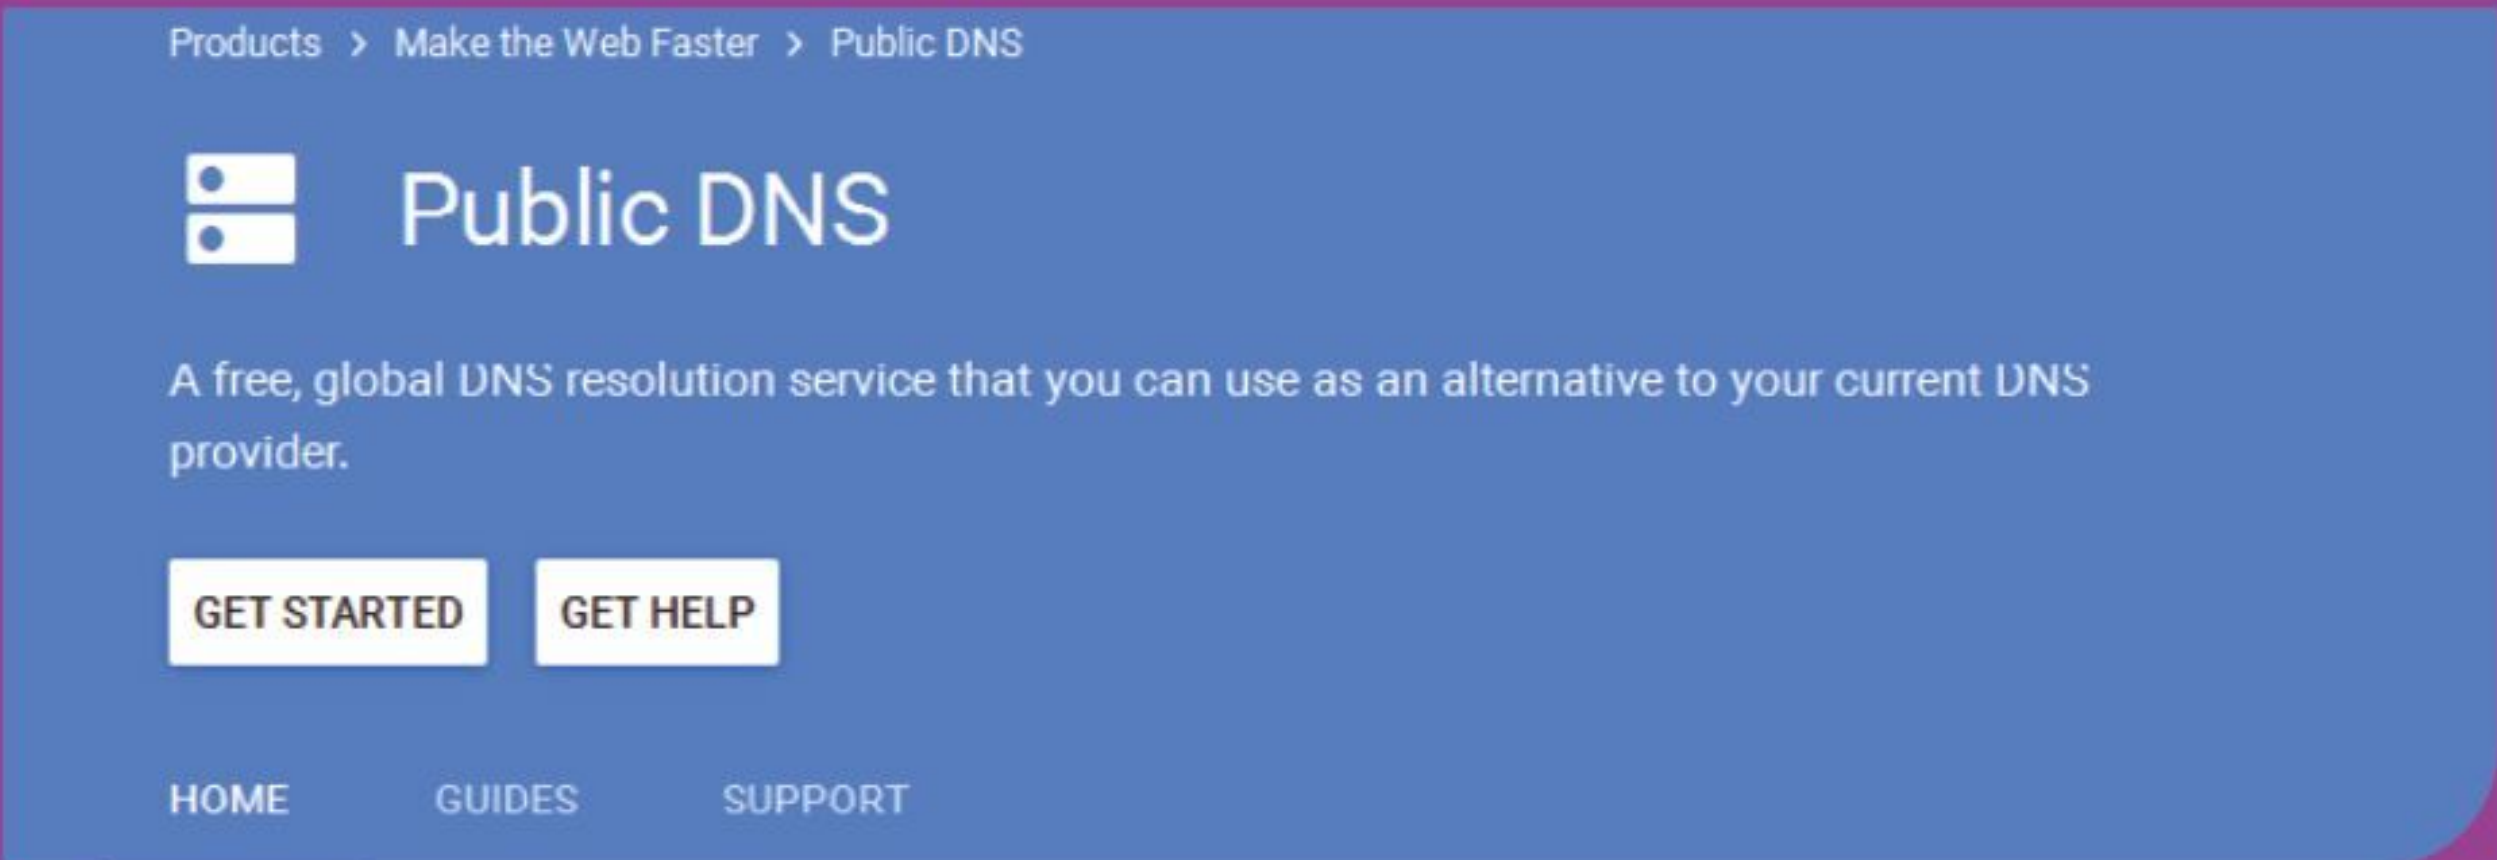 Products > Make the Web Faster > Public DNS
Public DNS
A free, global DNS resolution service that you can use as an alternative to your current DNS
provider.
GET STARTED GET HELP
HOME GUIDES SUPPORT